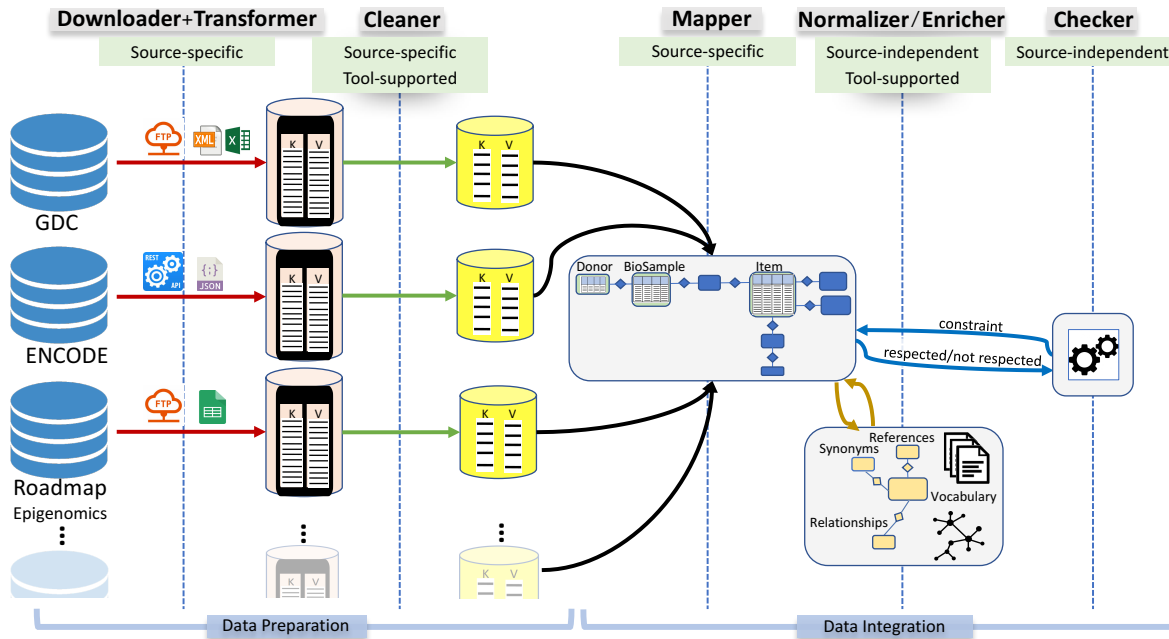 Downloader+Transformer
Cleaner
Mapper
Normalizer/Enricher
Checker
Source-specific
Source-specific
Tool-supported
Source-specific
Source-independent
Tool-supported
Source-independent
FTP
XML
X
K V
K V
GDC
REST
API
{;}
JSON
K V
K V
ENCODE
Donor
BioSample
Item
constraint
respected/not respected
FTP
K V
K V
Roadmap
Epigenomics
References
Synonyms
Vocabulary
Relationships
K V
K V
Data Preparation
Data Integration